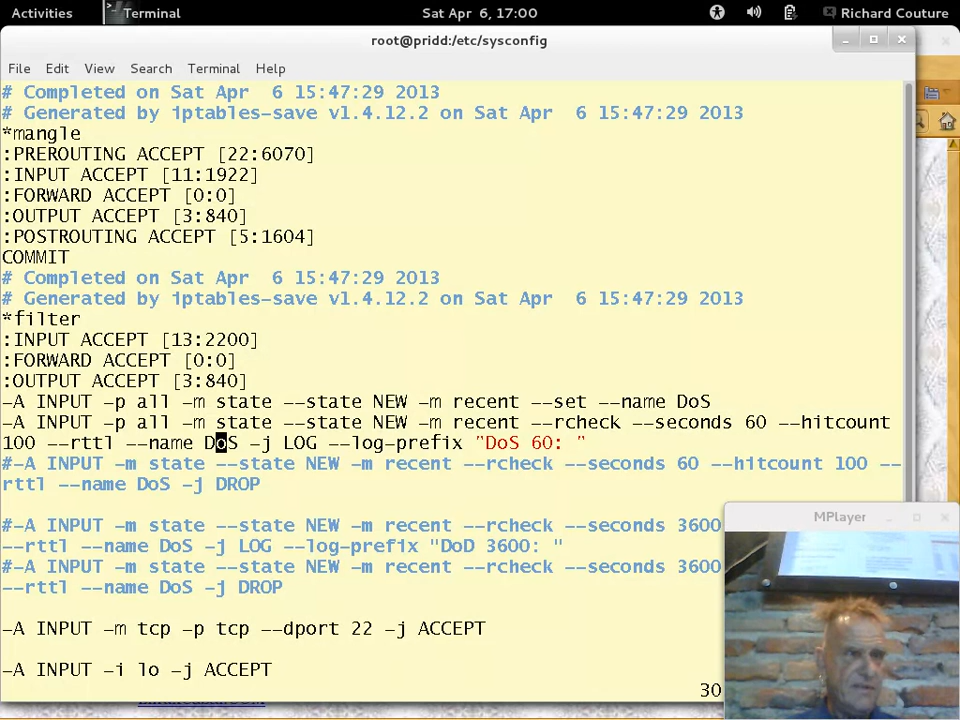 Activities Terminal Sat Apr 6, 17:00 Richard Couture
root@pridd:/etc/sysconfig
File Edit View Search Terminal Help
# Completed on Sat Apr  6 15:47:29 2013
# Generated by iptables-save v1.4.12.2 on Sat Apr  6 15:47:29 2013
*mangle
:PREROUTING ACCEPT [22:6070]
:INPUT ACCEPT [11:1922]
:FORWARD ACCEPT [0:0]
:OUTPUT ACCEPT [3:840]
:POSTROUTING ACCEPT [5:1604]
COMMIT
# Completed on Sat Apr  6 15:47:29 2013
# Generated by iptables-save v1.4.12.2 on Sat Apr  6 15:47:29 2013
*filter
:INPUT ACCEPT [13:2200]
:FORWARD ACCEPT [0:0]
:OUTPUT ACCEPT [3:840]
-A INPUT -p all -m state --state NEW -m recent --set --name DoS
-A INPUT -p all -m state --state NEW -m recent --rcheck --seconds 60 --hitcount
100 --rttl --name DoS -j LOG --log-prefix "DoS 60: "
#-A INPUT -m state --state NEW -m recent --rcheck --seconds 60 --hitcount 100 --
rttl --name DoS -j DROP
#-A INPUT -m state --state NEW -m recent --rcheck --seconds 3600
--rttl --name DoS -j LOG --log-prefix "DoD 3600: "
#-A INPUT -m state --state NEW -m recent --rcheck --seconds 3600
--rttl --name DoS -j DROP
-A INPUT -m tcp -p tcp --dport 22 -j ACCEPT
-A INPUT -i lo -j ACCEPT
30
MPlayer